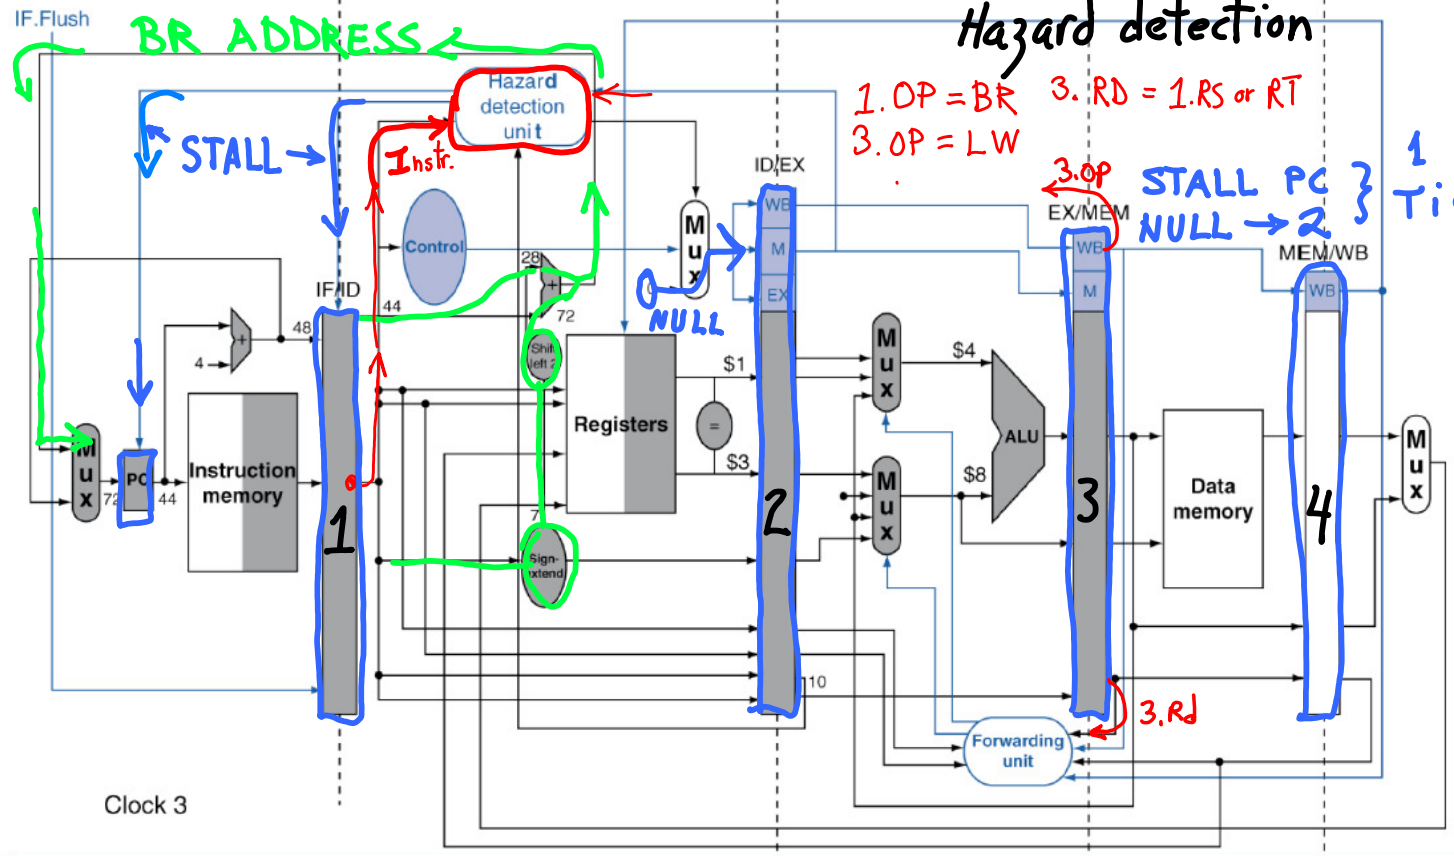 IF.Flush
Hazard detection
BR ADDRESS
Hazard
detection
unit
1.OP = BR
3. RD = 1.RS or RT
3.OP = LW
STALL
Instr.
ID/EX
3.OP
STALL PC
1
NULL → 2
EX/MEM
MEM/WB
WB
M
EX
Control
Mux
0
NULL
WB
M
WB
IF/ID
28
+
44
72
48
+
4
Shift
left 2
Registers
$1
=
$3
Mux
$4
ALU
Mux
$8
Mux
72
PC
44
Instruction
memory
1
2
3
Data
memory
4
Mux
7
Sign-
extend
10
3.Rd
Forwarding
unit
Clock 3